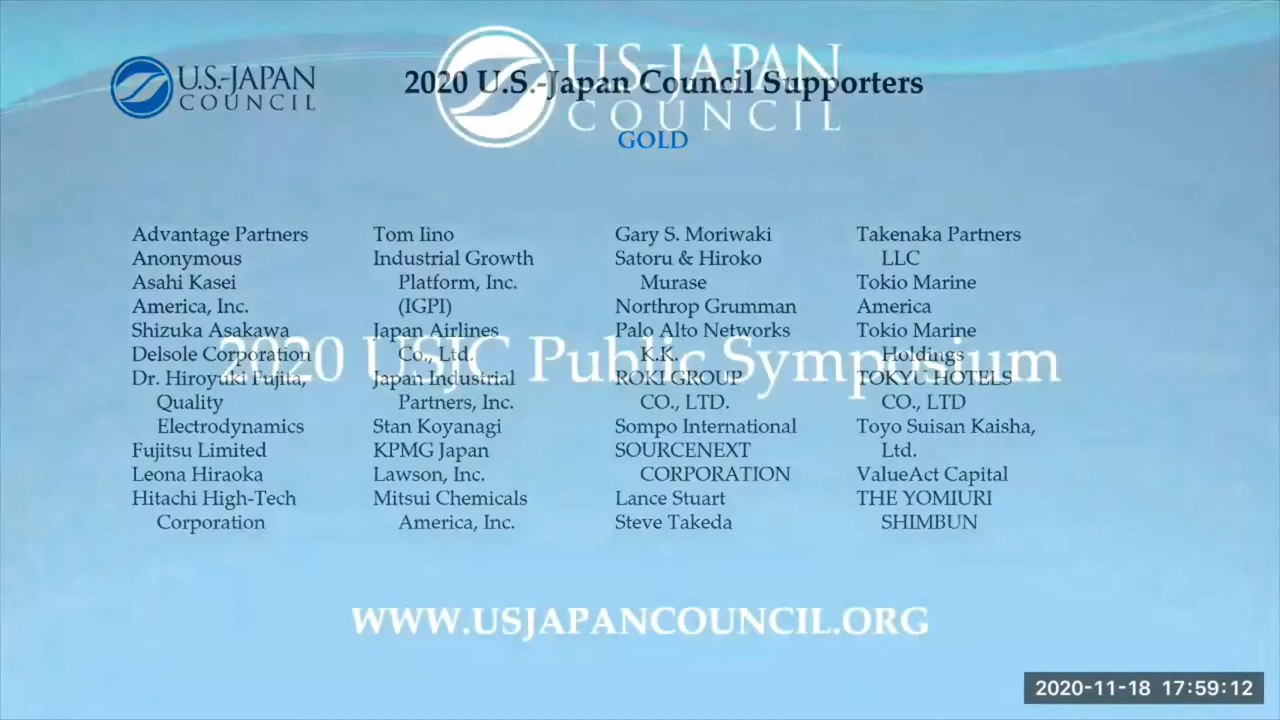 U.S.-JAPAN
COUNCIL
US-JAPAN
COUNCIL
2020 U.S.-Japan Council Supporters
GOLD
Advantage Partners
Anonymous
Asahi Kasei
America, Inc.
Shizuka Asakawa
Delsole Corporation
Dr. Hiroyuki Fujita,
Quality
Electrodynamics
Fujitsu Limited
Leona Hiraoka
Hitachi High-Tech
Corporation
Tom Iino
Industrial Growth
Platform, Inc.
(IGPI)
Japan Airlines
Co., Ltd.
Japan Industrial
Partners, Inc.
Stan Koyanagi
KPMG Japan
Lawson, Inc.
Mitsui Chemicals
America, Inc.
Gary S. Moriwaki
Satoru & Hiroko
Murase
Northrop Grumman
Palo Alto Networks
K.K.
ROKI GROUP
CO., LTD.
Sompo International
SOURCENEXT
CORPORATION
Lance Stuart
Steve Takeda
Takenaka Partners
LLC
Tokio Marine
America
Tokio Marine
Holdings
TOKYU HOTELS
CO., LTD
Toyo Suisan Kaisha,
Ltd.
ValueAct Capital
THE YOMIURI
SHIMBUN
2020 USJC Public Symposium
WWW.USJAPANCOUNCIL.ORG
2020-11-18 17:59:12